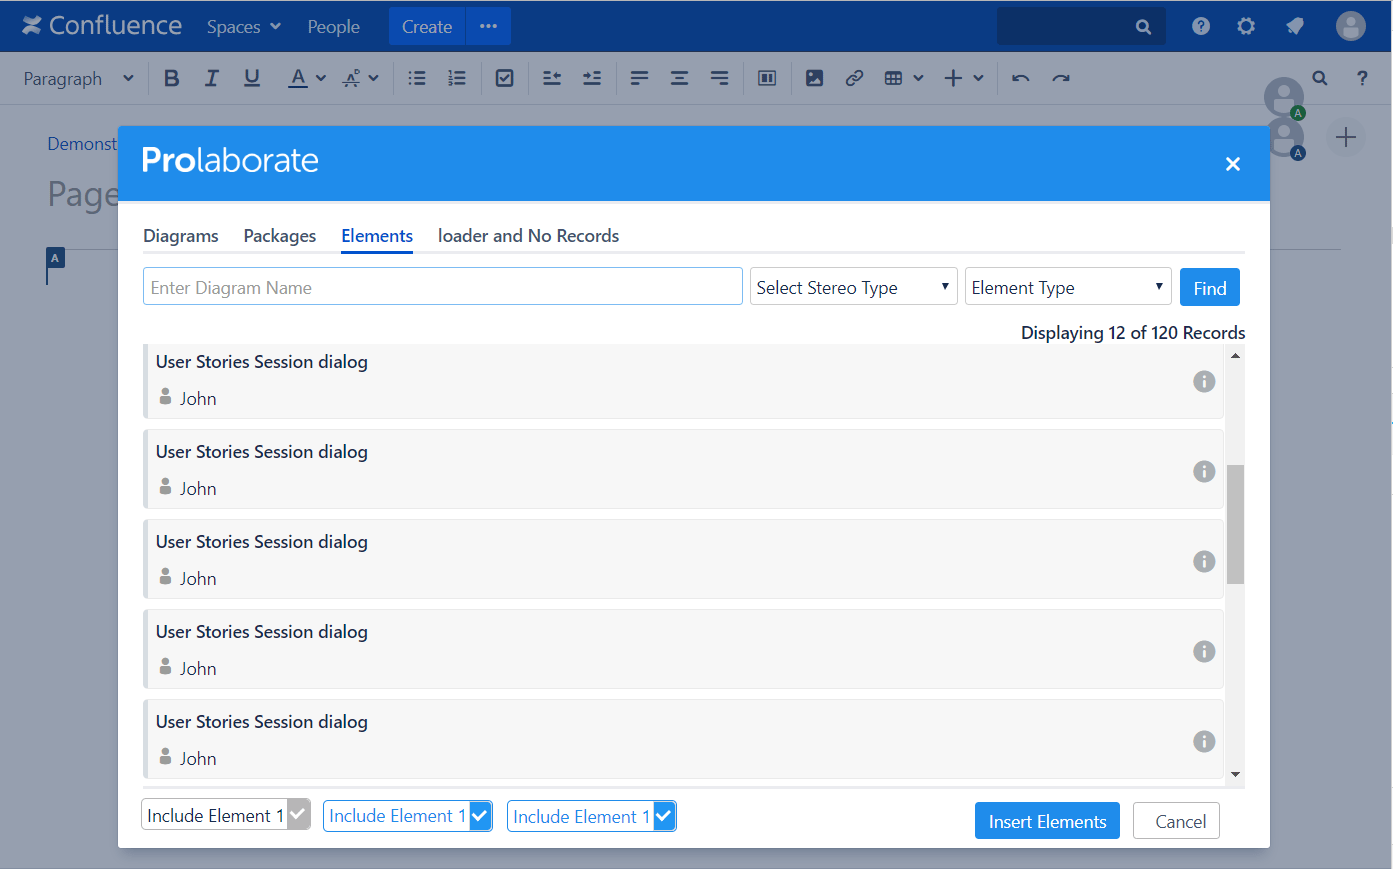 Confluence Spaces People Create
Paragraph B I U A
A
A
Demonst
Page
A
Prolaborate
Diagrams Packages Elements loader and No Records
Enter Diagram Name Select Stereo Type Element Type Find
Displaying 12 of 120 Records
User Stories Session dialog
John
User Stories Session dialog
John
User Stories Session dialog
John
User Stories Session dialog
John
User Stories Session dialog
John
Include Element 1 Include Element 1 Include Element 1 Insert Elements Cancel